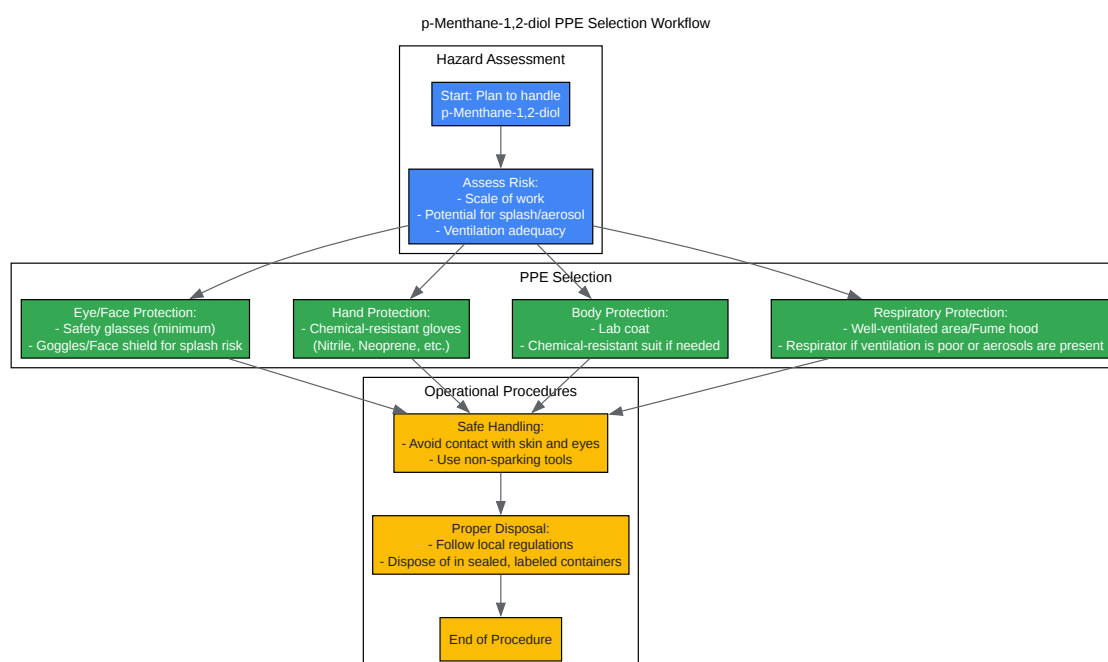 p-Menthane-1,2-diol PPE Selection Workflow
Hazard Assessment
Start: Plan to handle
p-Menthane-1,2-diol
Assess Risk:
- Scale of work
- Potential for splash/aerosol
- Ventilation adequacy
PPE Selection
Eye/Face Protection:
- Safety glasses (minimum)
- Goggles/Face shield for splash risk
Hand Protection:
- Chemical-resistant gloves
(Nitrile, Neoprene, etc.)
Body Protection:
- Lab coat
- Chemical-resistant suit if needed
Respiratory Protection:
- Well-ventilated area/Fume hood
- Respirator if ventilation is poor or aerosols are present
Operational Procedures
Safe Handling:
- Avoid contact with skin and eyes
- Use non-sparking tools
Proper Disposal:
- Follow local regulations
- Dispose of in sealed, labeled containers
End of Procedure